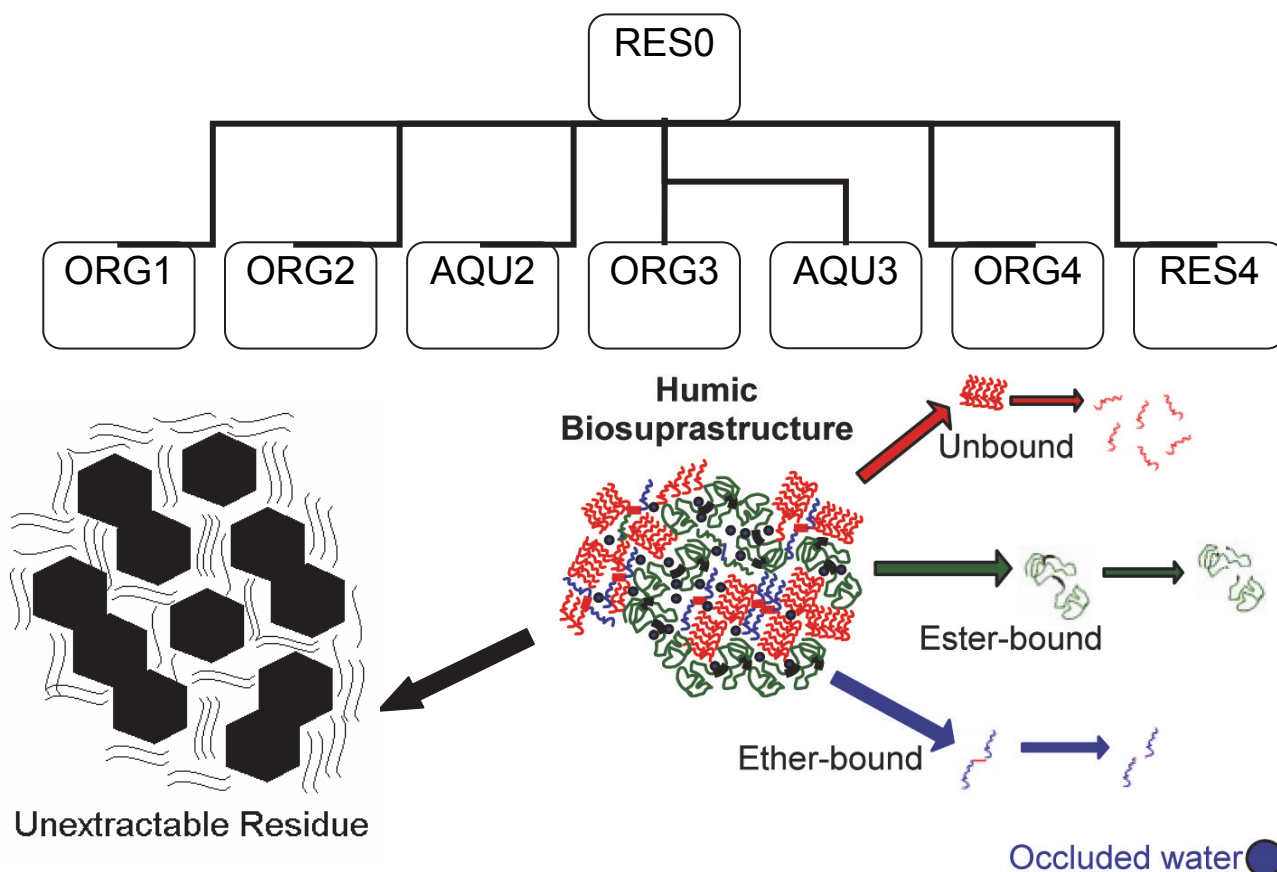 RES0
ORG1
ORG2
AQU2
ORG3
AQU3
ORG4
RES4
Humic
Biosuprastructure
Unbound
Ester-bound
Ether-bound
Unextractable Residue
Occluded water